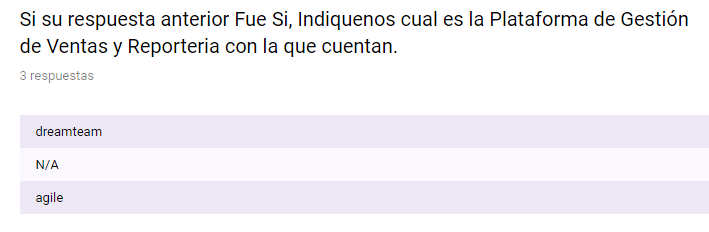 Si su respuesta anterior Fue Si, Indiquenos cual es la Plataforma de Gestión
de Ventas y Reporteria con la que cuentan.
3 respuestas
dreamteam
N/A
agile